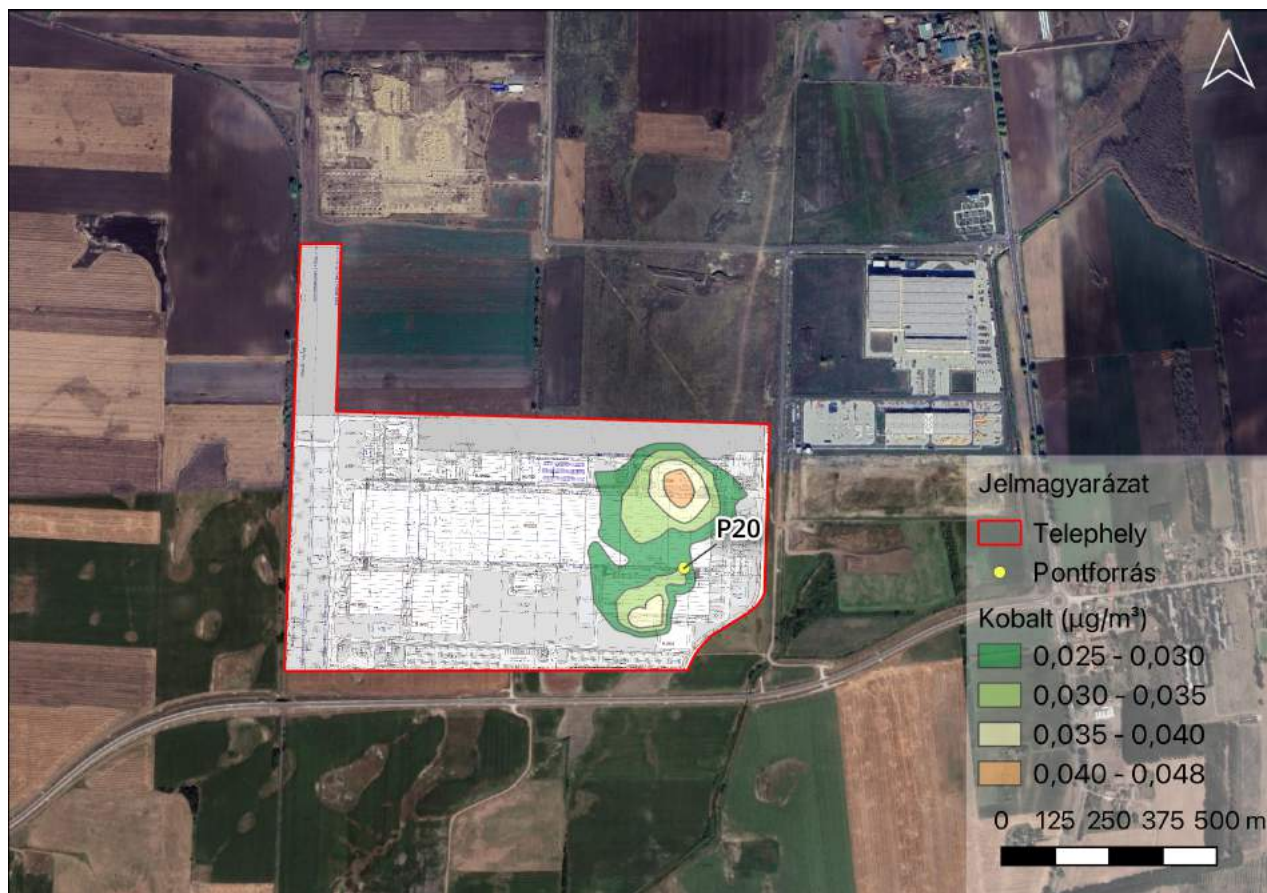 P20
Jelmagyarázat
Telephely
Pontforrás
Kobalt (µg/m³)
0,025 - 0,030
0,030 - 0,035
0,035 - 0,040
0,040 - 0,048
0 125 250 375 500 m